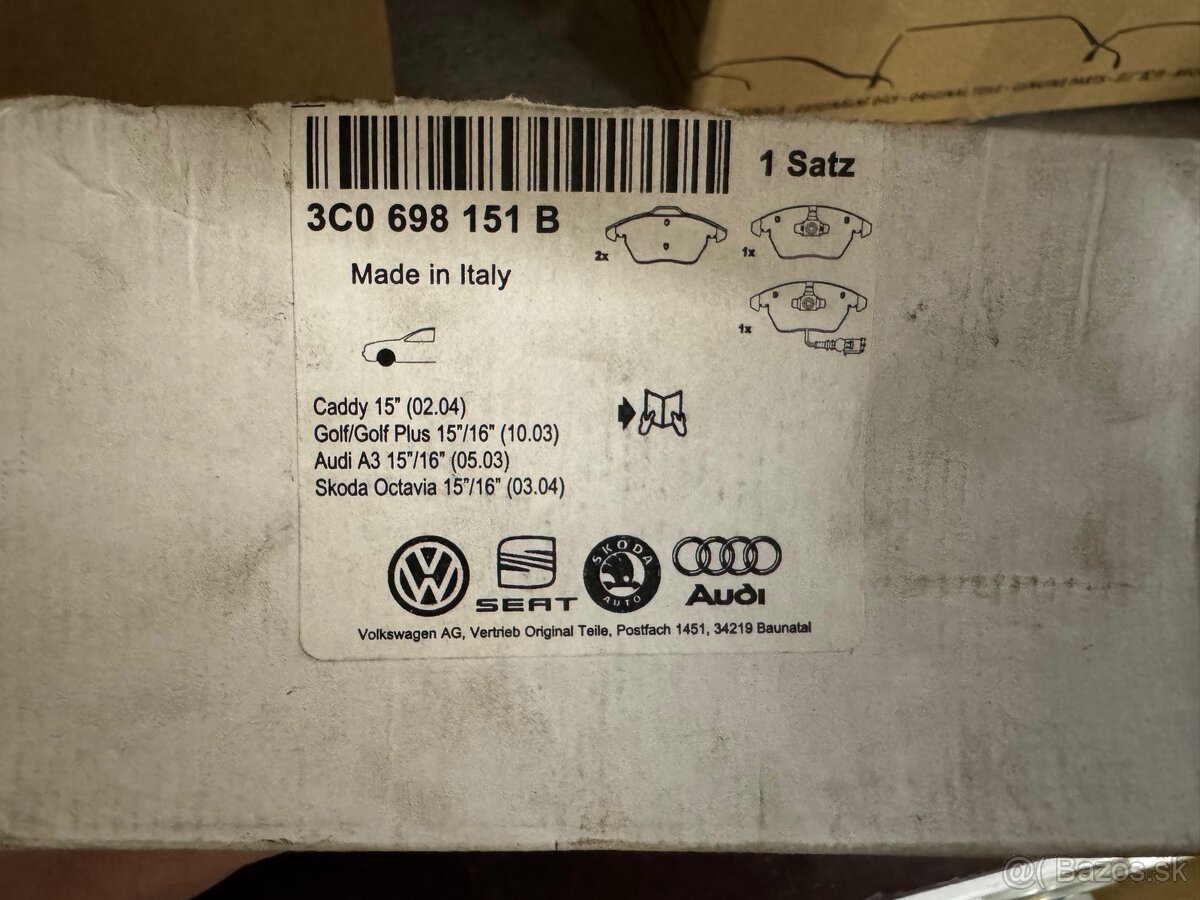 1 Satz
3C0 698 151 B
2x
1x
1x
Made in Italy
Caddy 15" (02.04)
Golf/Golf Plus 15"/16" (10.03)
Audi A3 15"/16" (05.03)
Skoda Octavia 15"/16" (03.04)
SEAT
SKODA
AUTO
Audi
Volkswagen AG, Vertrieb Original Teile, Postfach 1451, 34219 Baunatal
Bazos.sk